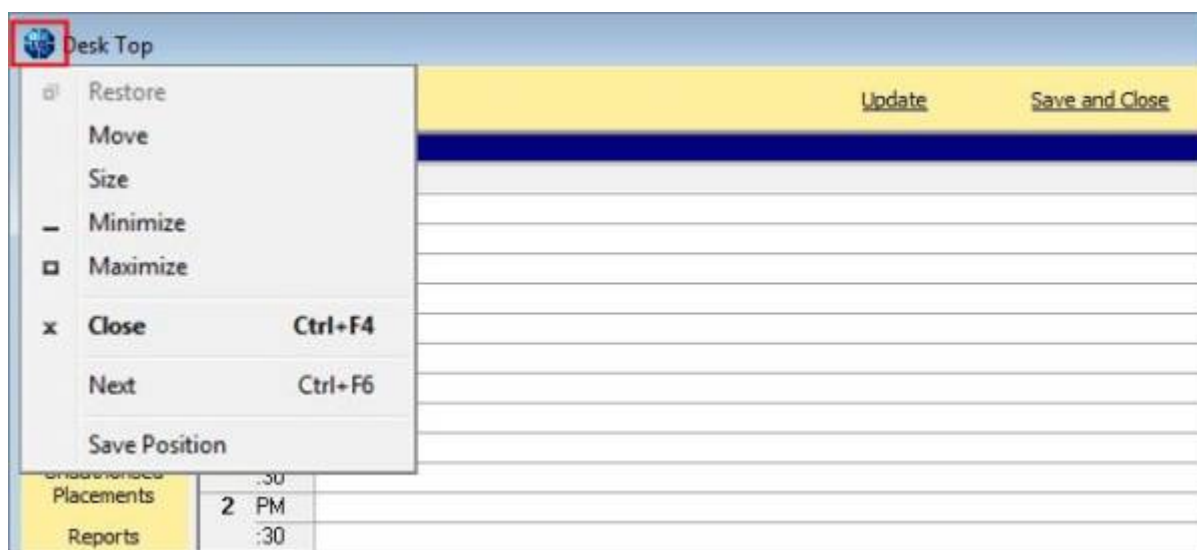 Desk Top
Restore
Move
Size
Minimize
Maximize
Close Ctrl+F4
Next Ctrl+F6
Save Position
Update Save and Close
Placements
Reports
:30
2 PM
:30